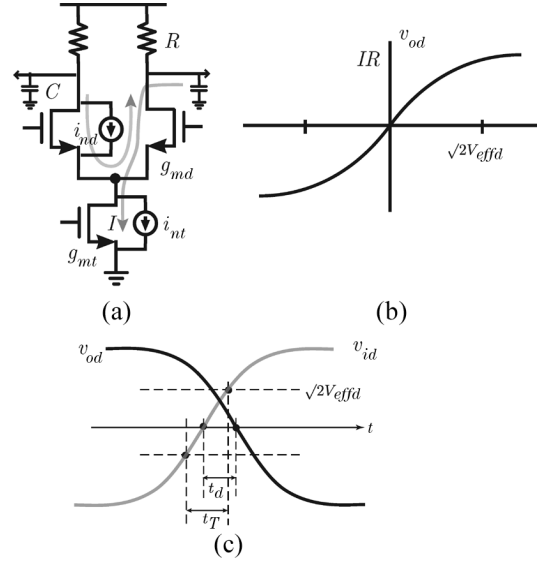 R
C
i_nd
g_md
I
i_nt
g_mt
(a)
v_od
IR
√2V_effd
(b)
v_od
v_id
√2V_effd
t
t_d
t_T
(c)